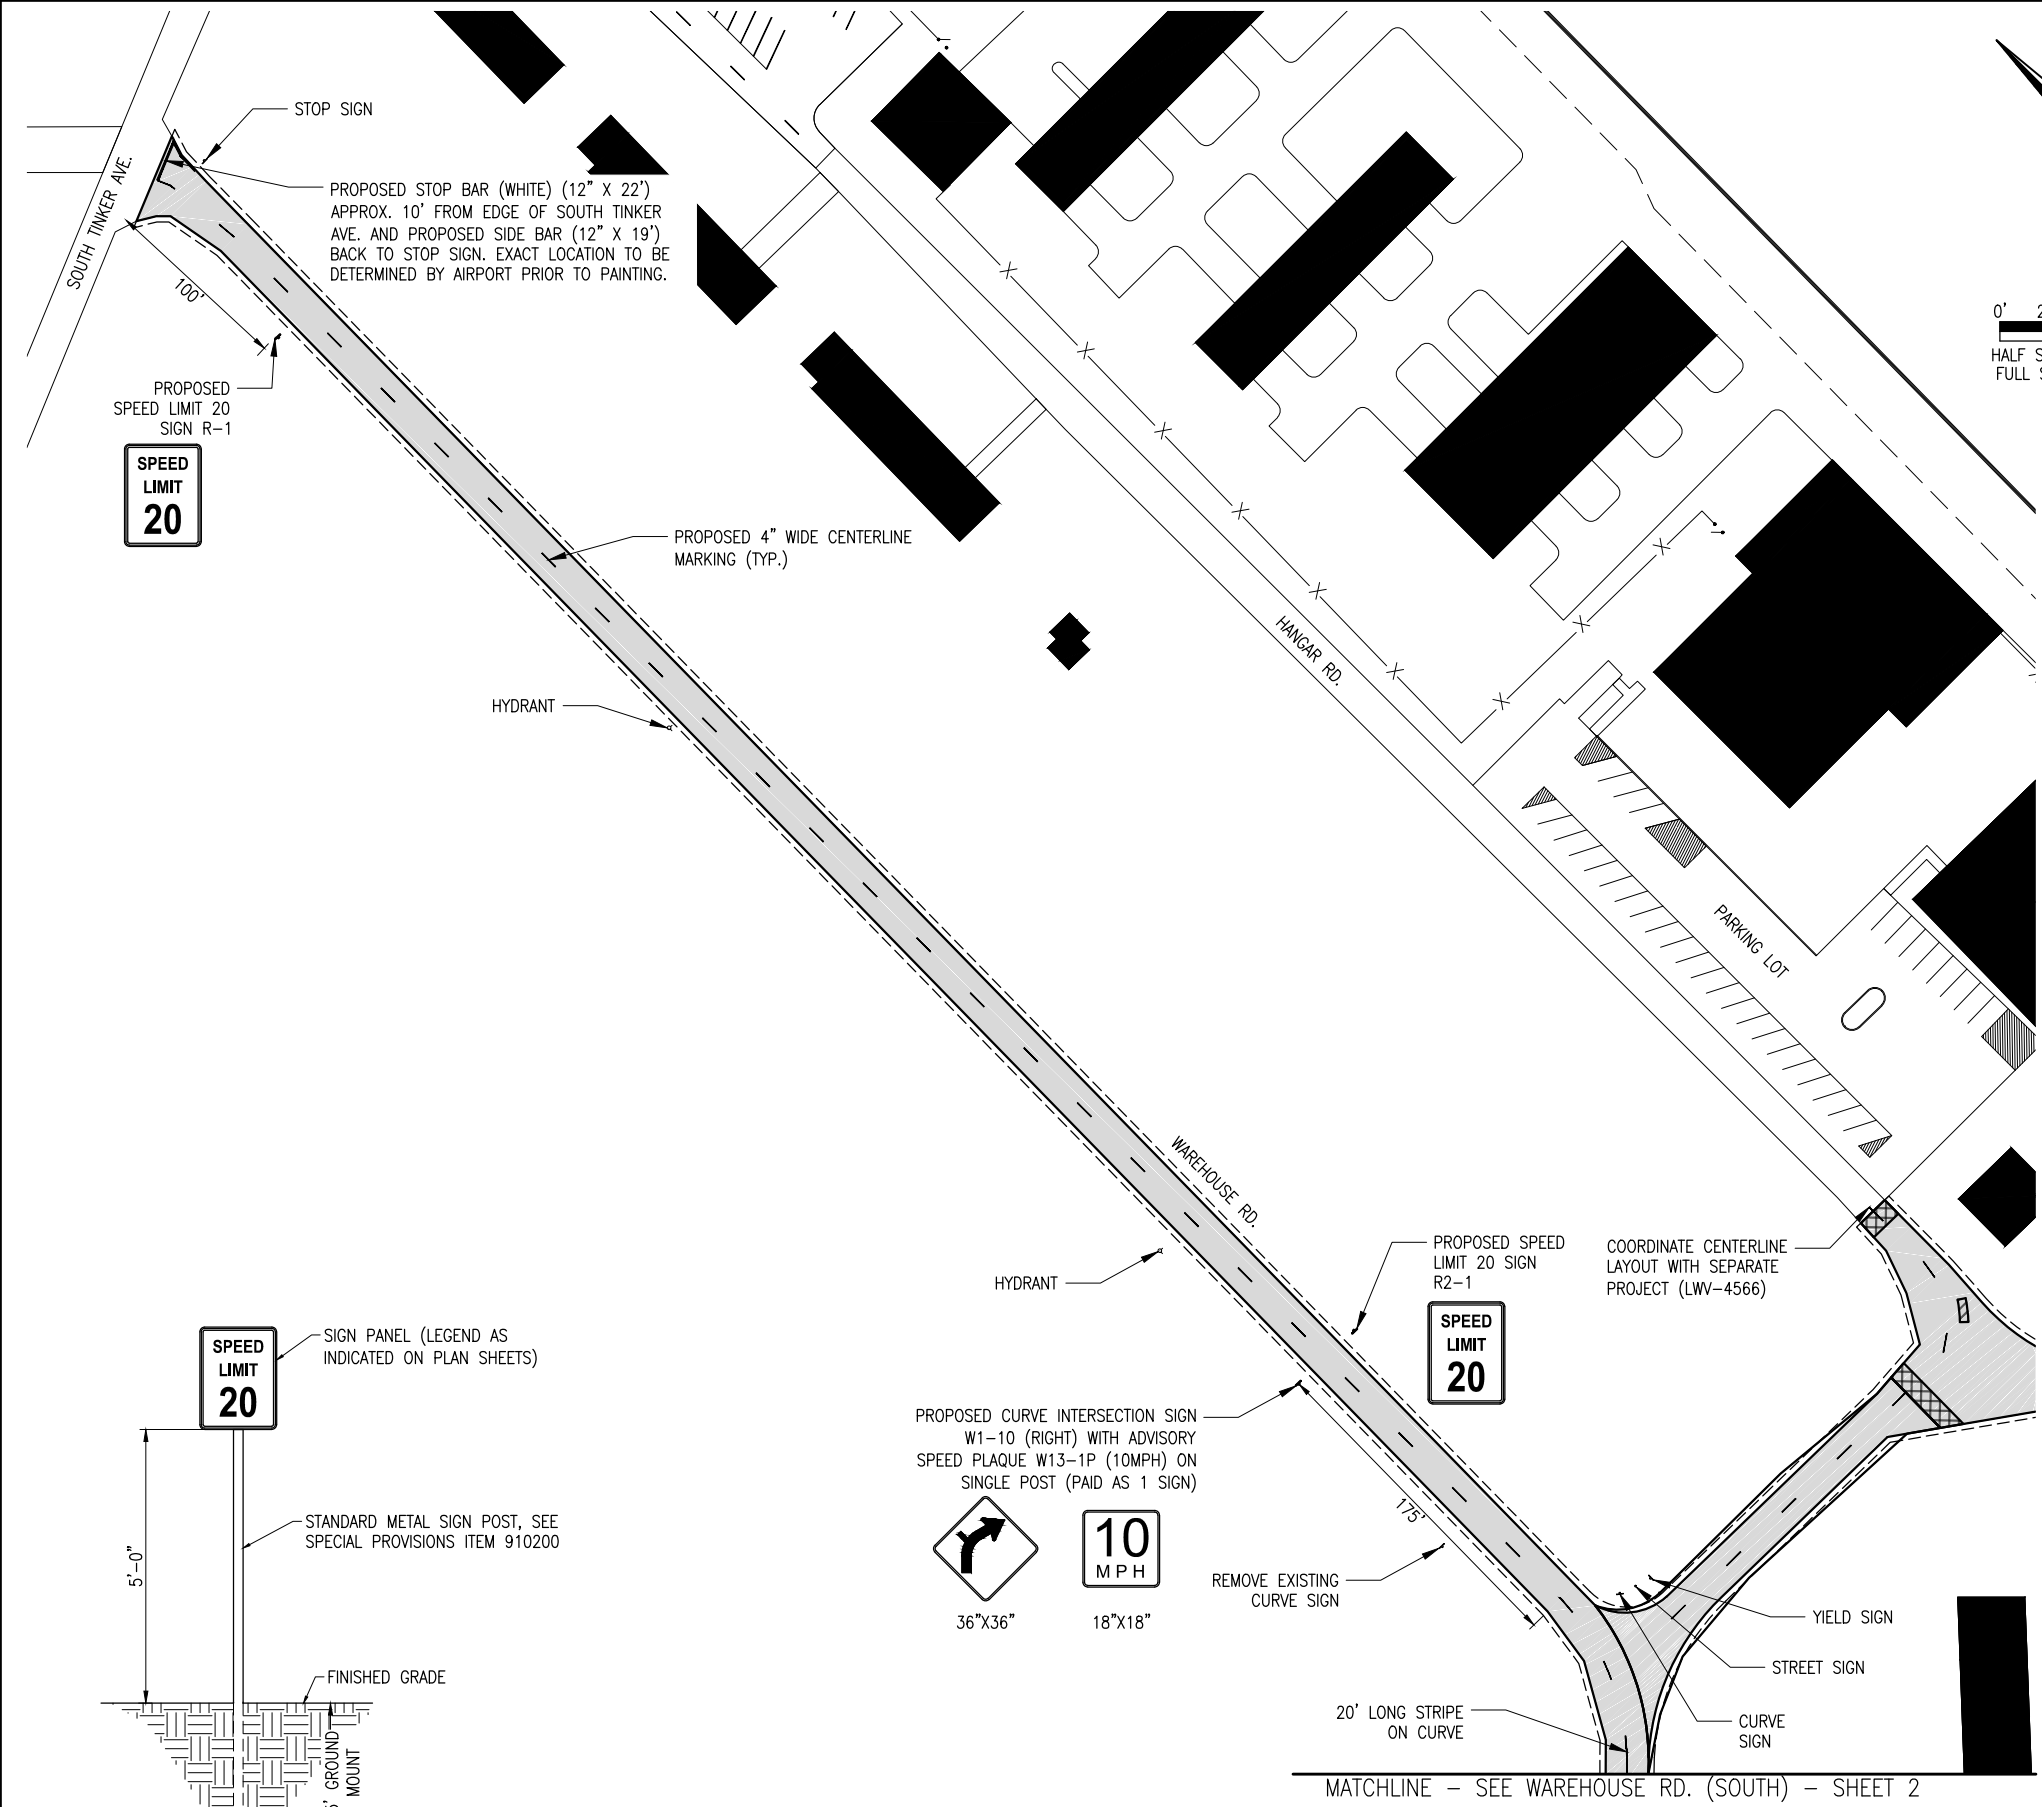 STOP SIGN
SOUTH TINKER AVE.
PROPOSED STOP BAR (WHITE) (12" X 22')
APPROX. 10' FROM EDGE OF SOUTH TINKER
AVE. AND PROPOSED SIDE BAR (12" X 19')
BACK TO STOP SIGN. EXACT LOCATION TO BE
DETERMINED BY AIRPORT PRIOR TO PAINTING.
100'
0'
HALF
FULL
PROPOSED
SPEED LIMIT 20
SIGN R-1
SPEED
LIMIT
20
PROPOSED 4" WIDE CENTERLINE
MARKING (TYP.)
HANGAR RD.
HYDRANT
PARKING LOT
WAREHOUSE RD.
HYDRANT
PROPOSED SPEED
LIMIT 20 SIGN
R2-1
SPEED
LIMIT
20
COORDINATE CENTERLINE
LAYOUT WITH SEPARATE
PROJECT (LWV-4566)
SPEED
LIMIT
20
SIGN PANEL (LEGEND AS
INDICATED ON PLAN SHEETS)
PROPOSED CURVE INTERSECTION SIGN
W1-10 (RIGHT) WITH ADVISORY
SPEED PLAQUE W13-1P (10MPH) ON
SINGLE POST (PAID AS 1 SIGN)
10
MPH
36"X36"
18"X18"
175'
STANDARD METAL SIGN POST, SEE
SPECIAL PROVISIONS ITEM 910200
5'-0"
REMOVE EXISTING
CURVE SIGN
YIELD SIGN
STREET SIGN
CURVE
SIGN
FINISHED GRADE
GROUND
MOUNT
20' LONG STRIPE
ON CURVE
MATCHLINE - SEE WAREHOUSE RD. (SOUTH) - SHEET 2